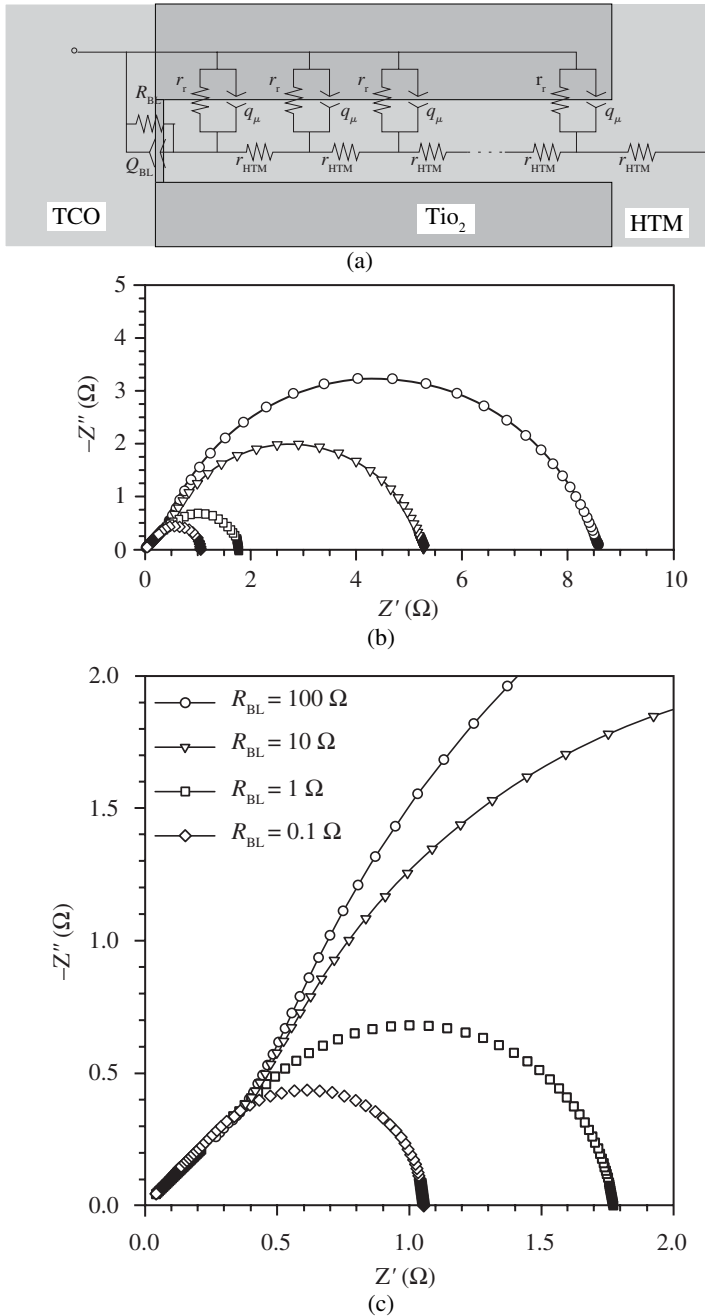 r_r r_r r_r r_r
R_BL q_μ q_μ q_μ q_μ
Q_BL r_HTM r_HTM r_HTM r_HTM r_HTM
TCO Tio₂ HTM
(a)
5
4
3
2
1
0
−Z″ (Ω)
0 2 4 6 8 10
Z′ (Ω)
(b)
2.0
1.5
1.0
0.5
0.0
−Z″ (Ω)
R_BL = 100 Ω
R_BL = 10 Ω
R_BL = 1 Ω
R_BL = 0.1 Ω
0.0 0.5 1.0 1.5 2.0
Z′ (Ω)
(c)